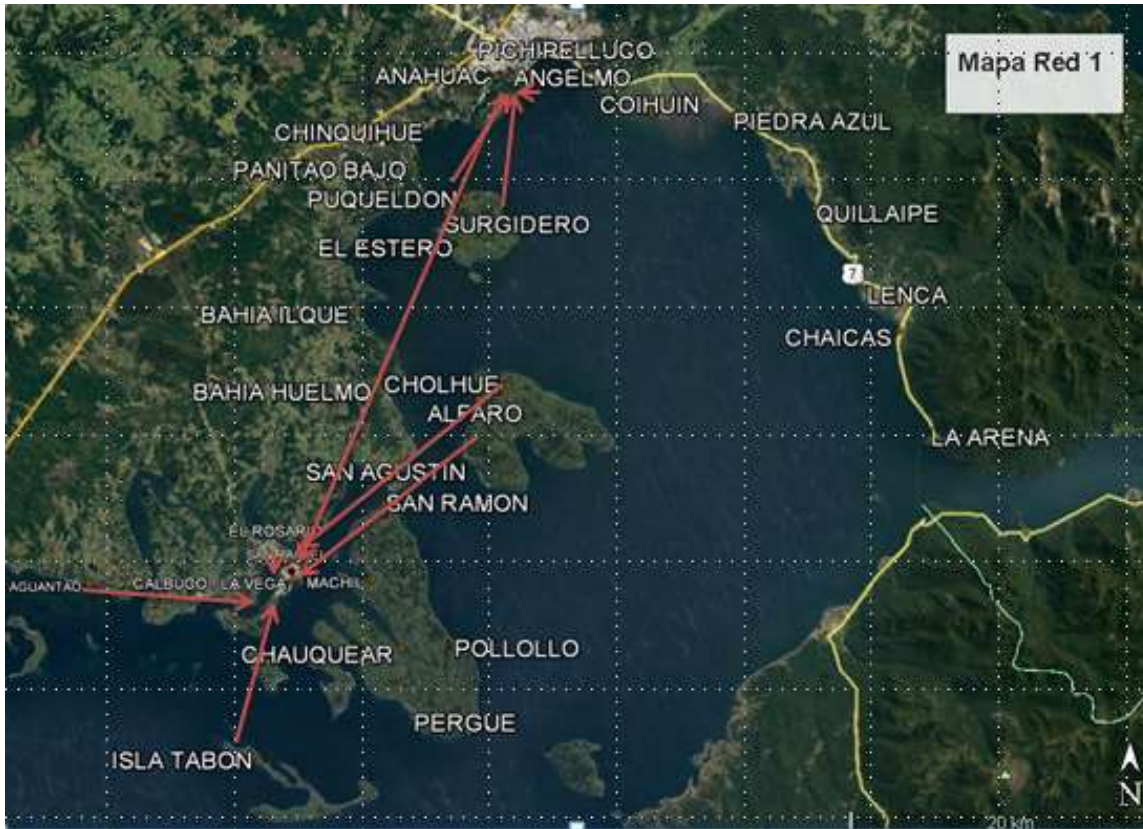 PICHIPELLUCO
Mapa Red 1
ANAHUAC
ANGELMO
COIHUIN
PIEDRA AZUL
CHINQUIHUE
PANITAO BAJO
PUQUELDON
SURGIDERO
QUILLAIPE
EL ESTERO
7
LENCA
BAHIA ILQUE
CHAICAS
BAHIA HUELMO
CHOLHUE
ALFARO
LA ARENA
SAN AGUSTIN
SAN RAMON
EL ROSARIO
AGUANTAO
CALBUCO
LA VEGA
MACHIL
CHAUQUEAR
POLLOLLO
PERGUE
ISLA TABON
N
20 km